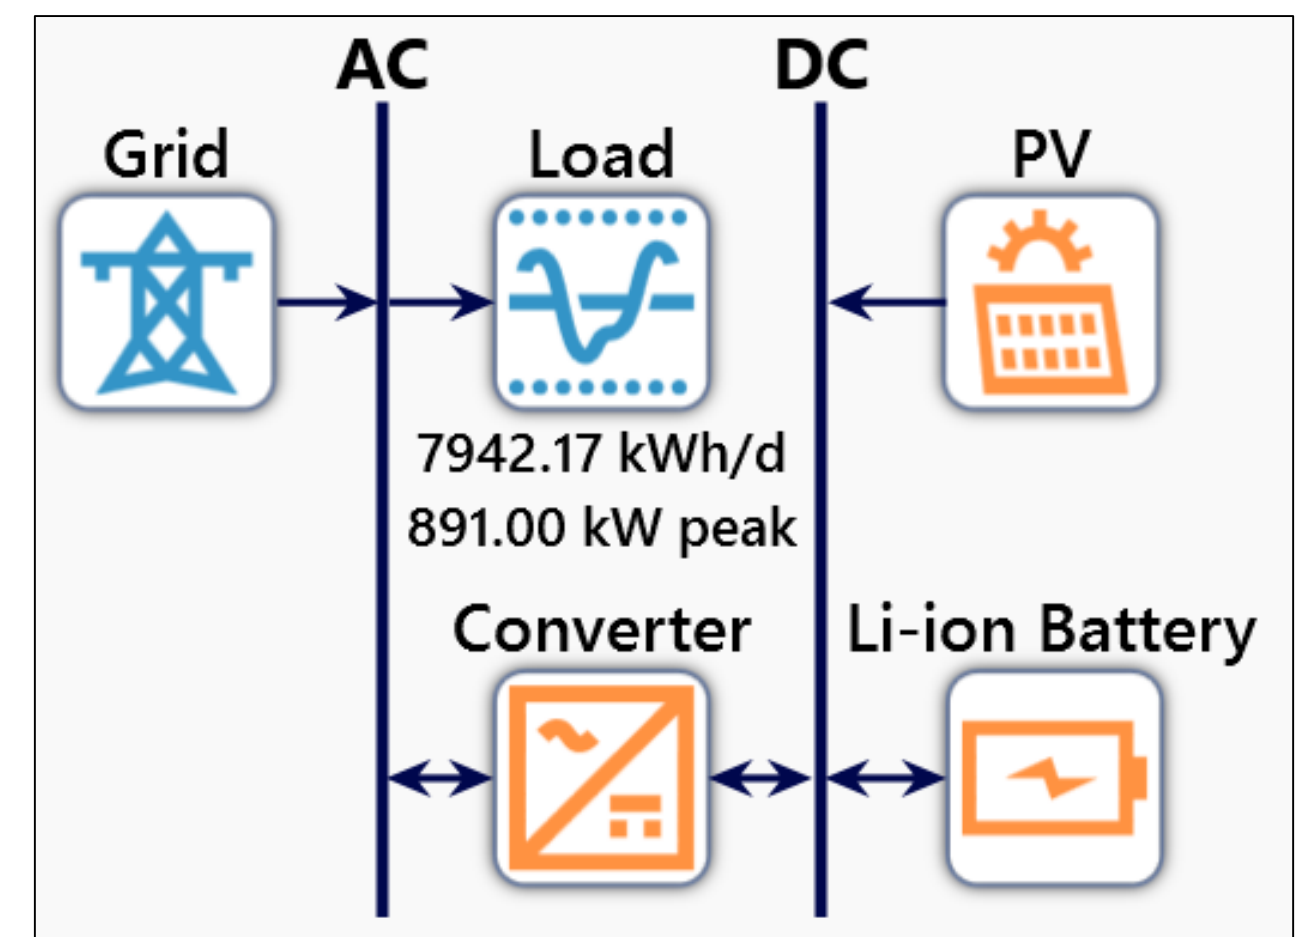 AC
DC
Grid
Load
PV
7942.17 kWh/d
891.00 kW peak
Converter
Li-ion Battery